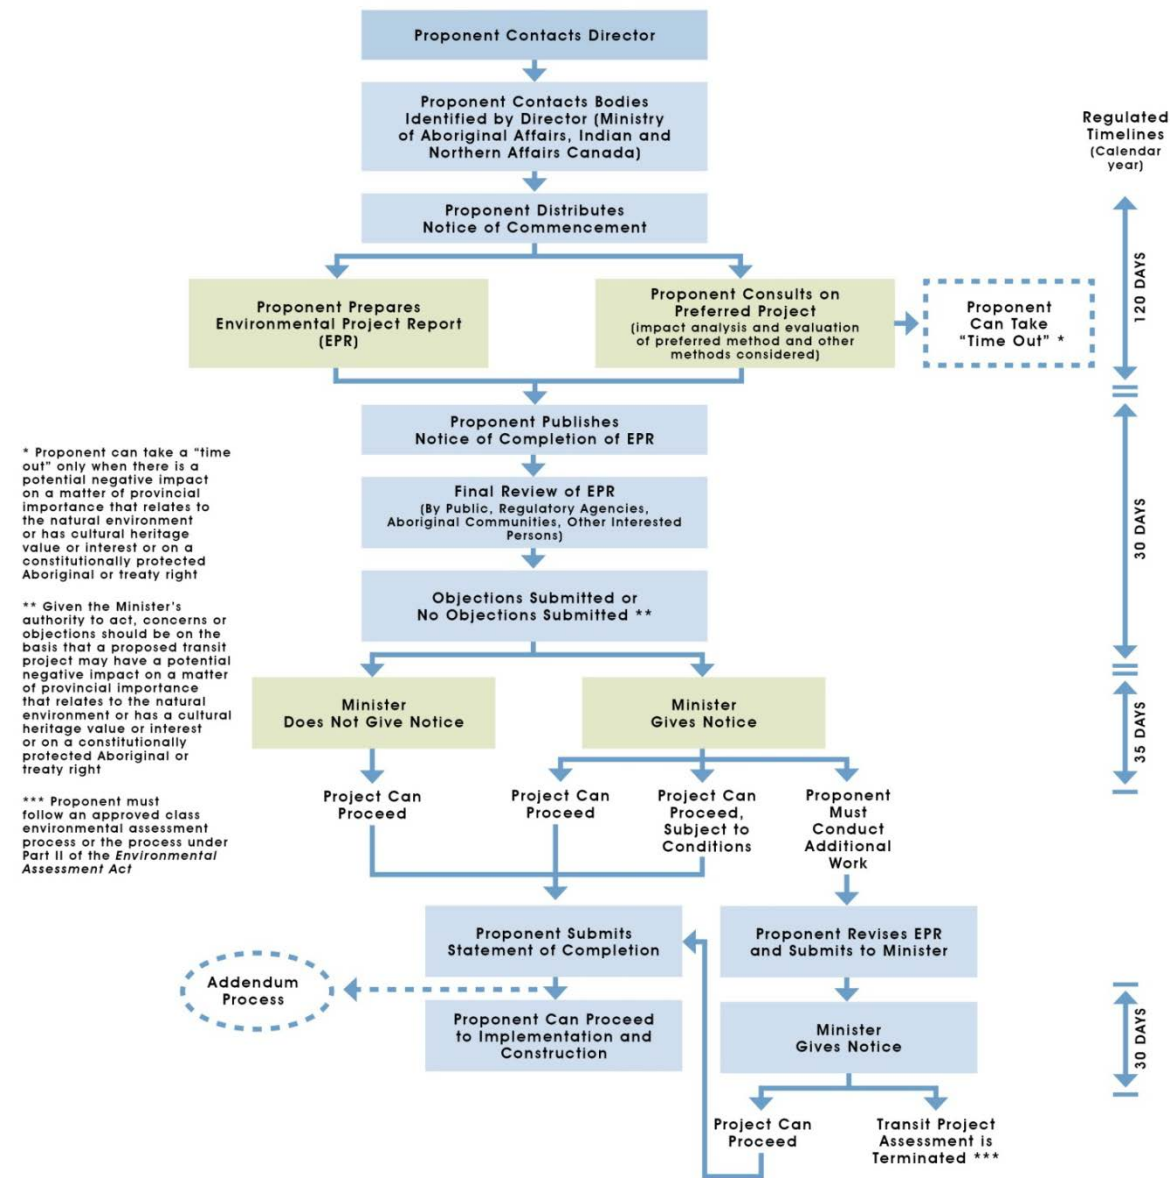 Proponent Contacts Director
Proponent Contacts Bodies
Identified by Director (Ministry
of Aboriginal Affairs, Indian and
Northern Affairs Canada)
Regulated
Timelines
(Calendar
year)
Proponent Distributes
Notice of Commencement
120 DAYS
Proponent Prepares
Environmental Project Report
(EPR)
Proponent Consults on
Preferred Project
(impact analysis and evaluation
of preferred method and other
methods considered)
Proponent
Can Take
“Time Out” *
Proponent Publishes
Notice of Completion of EPR
Final Review of EPR
(By Public, Regulatory Agencies,
Aboriginal Communities, Other Interested
Persons)
30 DAYS
Objections Submitted or
No Objections Submitted **
* Proponent can take a “time
out” only when there is a
potential negative impact
on a matter of provincial
importance that relates to
the natural environment
or has cultural heritage
value or interest or on a
constitutionally protected
Aboriginal or treaty right
** Given the Minister’s
authority to act, concerns or
objections should be on the
basis that a proposed transit
project may have a potential
negative impact on a matter
of provincial importance
that relates to the natural
environment or has a cultural
heritage value or interest
or on a constitutionally
protected Aboriginal or
treaty right
*** Proponent must
follow an approved class
environmental assessment
process or the process under
Part II of the Environmental
Assessment Act
Minister
Does Not Give Notice
Minister
Gives Notice
35 DAYS
Project Can
Proceed
Project Can
Proceed
Project Can
Proceed,
Subject to
Conditions
Proponent
Must
Conduct
Additional
Work
Proponent Submits
Statement of Completion
Proponent Revises EPR
and Submits to Minister
Addendum
Process
Proponent Can Proceed
to Implementation and
Construction
Minister
Gives Notice
30 DAYS
Project Can
Proceed
Transit Project
Assessment is
Terminated ***